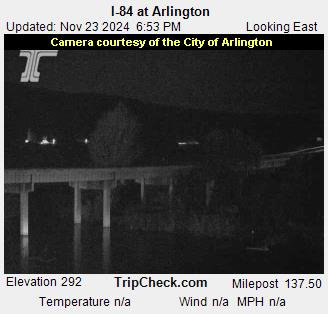 I-84 at Arlington
Updated: Nov 23 2024 6:53 PM Looking East
Camera courtesy of the City of Arlington
Elevation 292 TripCheck.com Milepost 137.50
Temperature n/a Wind n/a MPH n/a